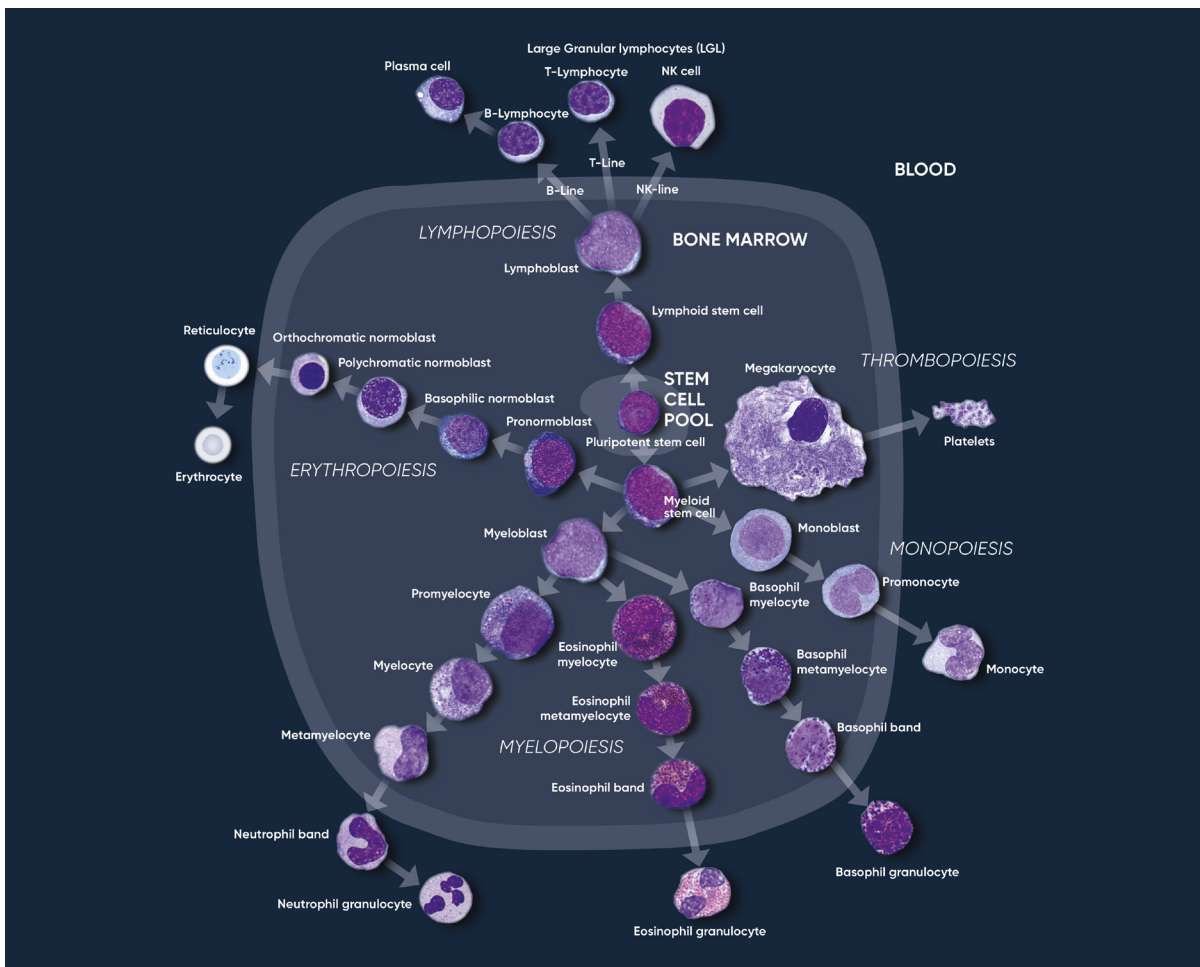 Large Granular lymphocytes (LGL)
Plasma cell
T-Lymphocyte
NK cell
B-Lymphocyte
T-Line
B-Line
NK-line
BLOOD
LYMPHOPOIESIS
BONE MARROW
Lymphoblast
Lymphoid stem cell
Reticulocyte
Orthochromatic normoblast
Polychromatic normoblast
THROMBOPOIESIS
Megakaryocyte
STEM
CELL
POOL
Basophilic normoblast
Pronormoblast
Pluripotent stem cell
Platelets
ERYTHROPOIESIS
Erythrocyte
Myeloid
stem cell
Myeloblast
Monoblast
MONOPOIESIS
Promyelocyte
Basophil
myelocyte
Promonocyte
Eosinophil
myelocyte
Basophil
metamyelocyte
Myelocyte
Monocyte
Eosinophil
metamyelocyte
Metamyelocyte
Basophil band
MYELOPOIESIS
Eosinophil band
Neutrophil band
Basophil granulocyte
Neutrophil granulocyte
Eosinophil granulocyte